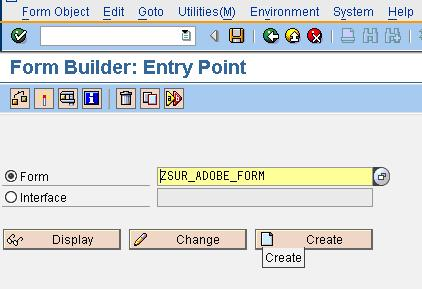 Form Object Edit Goto Utilities(M) Environment System Help
Form Builder: Entry Point
Form ZSUR_ADOBE_FORM
Interface
Display Change Create
Create